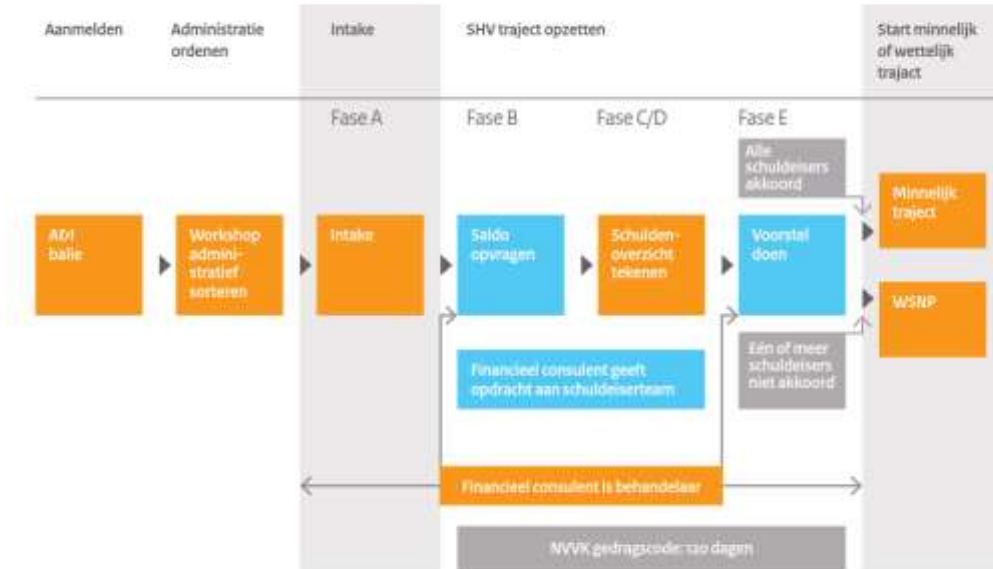 Aanmelden
Administratie
ordenen
Intake
SHV traject opzetten
Start minnelijk
of wettelijk
trajact
Fase A
Fase B
Fase C/D
Fase E
Alle
schuldeisers
akkoord
A&I
balie
Workshop
admini-
stratief
sorteren
Intake
Saldo
opvragen
Schulden-
overzicht
tekenen
Voorstel
doen
Minnelijk
traject
WSNP
Eén of meer
schuldeisers
niet akkoord
Financieel consulent geeft
opdracht aan schuldeiserteam
Financieel consulent is behandelaar
NVVK gedragscode: 120 dagen